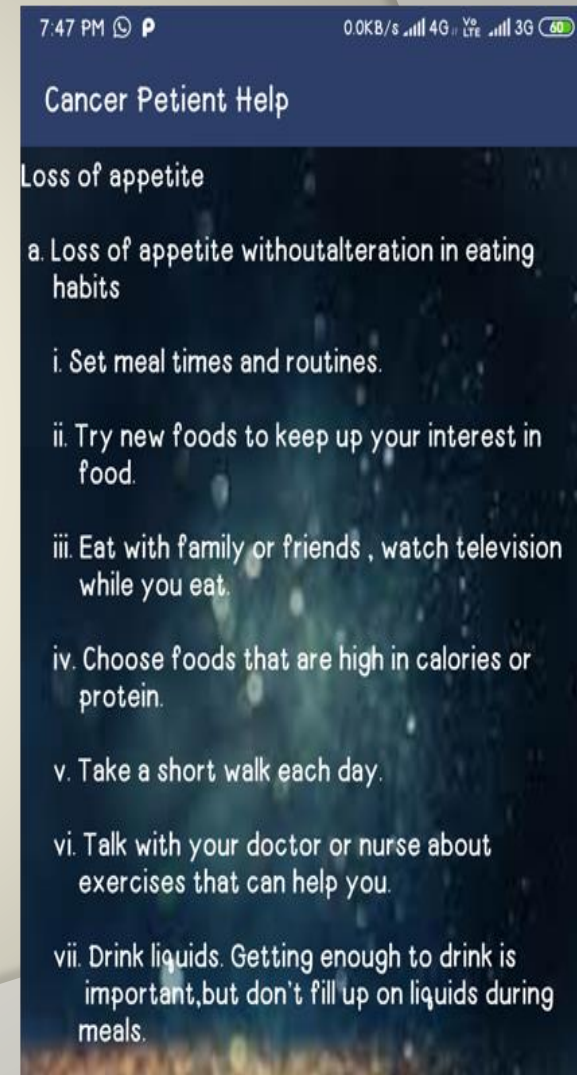 7:47 PM P 0.0KB/s 4G Vo LTE 3G 60
Cancer Petient Help
Loss of appetite
a. Loss of appetite withoutalteration in eating
habits
i. Set meal times and routines.
ii. Try new foods to keep up your interest in
food.
iii. Eat with family or friends , watch television
while you eat.
iv. Choose foods that are high in calories or
protein.
v. Take a short walk each day.
vi. Talk with your doctor or nurse about
exercises that can help you.
vii. Drink liquids. Getting enough to drink is
important,but don't fill up on liquids during
meals.